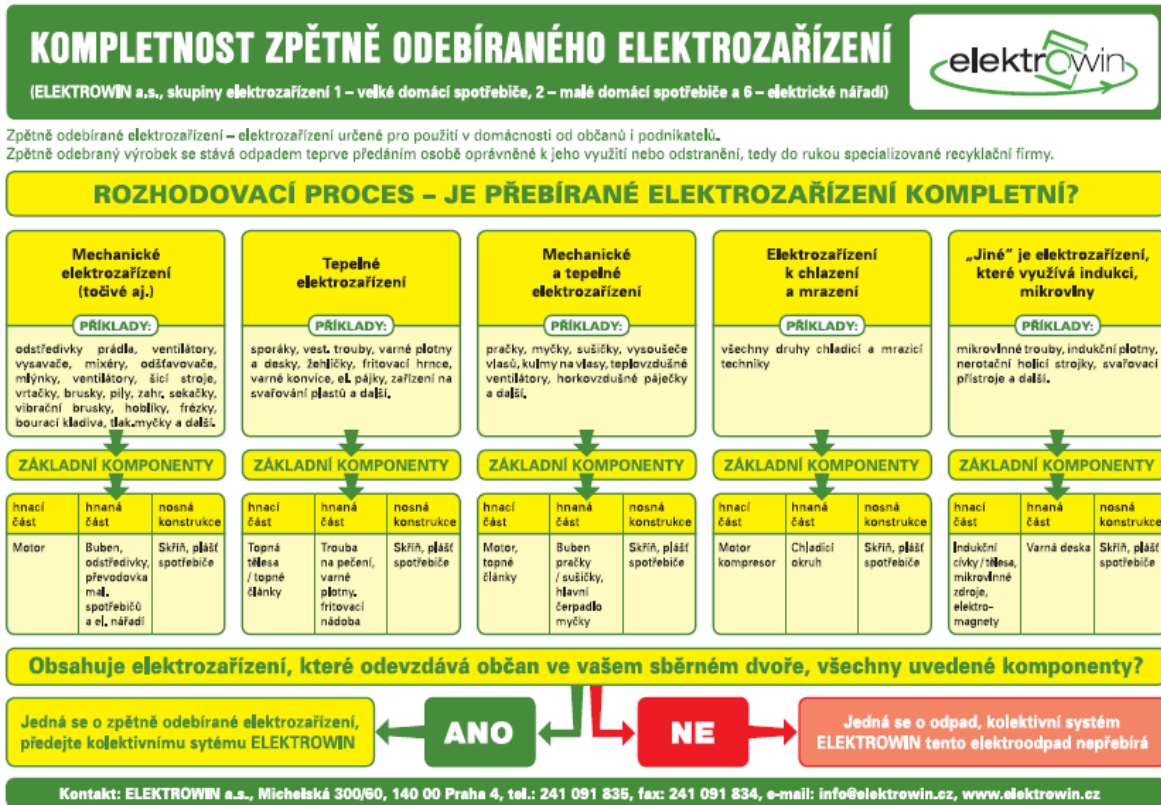 KOMPLETNOST ZPĚTNĚ ODEBÍRANÉHO ELEKTROZAŘÍZENÍ
(ELEKTROWIN a.s., skupiny elektrozařízení 1 – velké domácí spotřebiče, 2 – malé domácí spotřebiče a 6 – elektrické nářadí)
elektrowin
Zpětně odebírané elektrozařízení – elektrozařízení určené pro použití v domácnosti od občanů i podnikatelů.
Zpětně odebraný výrobek se stává odpadem teprve předáním osobě oprávněné k jeho využití nebo odstranění, tedy do rukou specializované recyklační firmy.
ROZHODOVACÍ PROCES – JE PŘEBÍRANÉ ELEKTROZAŘÍZENÍ KOMPLETNÍ?
Mechanické
elektrozařízení
(točivé aj.)
PŘÍKLADY:
odstředivky prádla, ventilátory,
vysavače, mixéry, odšťavovače,
mlýnky, ventilátory, šicí stroje,
vrtačky, brusky, pily, zahr. sekačky,
vibrační brusky, hoblíky, frézky,
bourací kladiva, tlak.myčky a další.
ZÁKLADNÍ KOMPONENTY
hnací
část
hnaná
část
nosná
konstrukce
Motor
Buben,
odstředivky,
převodovka
mal.
spotřebičů
a el. nářadí
Skříň, plášť
spotřebiče
Tepelné
elektrozařízení
PŘÍKLADY:
sporáky, vest. trouby, varné plotny
a desky, žehličky, fritovací hrnce,
varné konvice, el. pájky, zařízení na
svařování plastů a další.
ZÁKLADNÍ KOMPONENTY
hnací
část
hnaná
část
nosná
konstrukce
Topná
tělesa
/ topné
články
Trouba
na pečení,
varné
plotny.
fritovací
nádoba
Skříň, plášť
spotřebiče
Mechanické
a tepelné
elektrozařízení
PŘÍKLADY:
pračky, myčky, sušičky, vysoušeče
vlasů, kulmy na vlasy, teplovzdušné
ventilátory, horkovzdušné páječky
a další.
ZÁKLADNÍ KOMPONENTY
hnací
část
hnaná
část
nosná
konstrukce
Motor,
topné
články
Buben
pračky
/ sušičky,
hlavní
čerpadlo
myčky
Skříň, plášť
spotřebiče
Elektrozařízení
k chlazení
a mrazení
PŘÍKLADY:
všechny druhy chladicí a mrazicí
techniky
ZÁKLADNÍ KOMPONENTY
hnací
část
hnaná
část
nosná
konstrukce
Motor
kompresor
Chladicí
okruh
Skříň, plášť
spotřebiče
„Jiné“ je elektrozařízení,
které využívá indukci,
mikrovlny
PŘÍKLADY:
mikrovlnné trouby, indukční plotny,
nerotační holicí strojky, svařovací
přístroje a další.
ZÁKLADNÍ KOMPONENTY
hnací
část
hnaná
část
nosná
konstrukce
Indukční
cívky / tělesa,
mikrovlnné
zdroje,
elektro-
magnety
Varná deska
Skříň, plášť
spotřebiče
Obsahuje elektrozařízení, které odevzdává občan ve vašem sběrném dvoře, všechny uvedené komponenty?
Jedná se o zpětně odebírané elektrozařízení,
předejte kolektivnímu sytému ELEKTROWIN
ANO
NE
Jedná se o odpad, kolektivní systém
ELEKTROWIN tento elektroodpad nepřebírá
Kontakt: ELEKTROWIN a.s., Michelská 300/60, 140 00 Praha 4, tel.: 241 091 835, fax: 241 091 834, e-mail: info@elektrowin.cz, www.elektrowin.cz